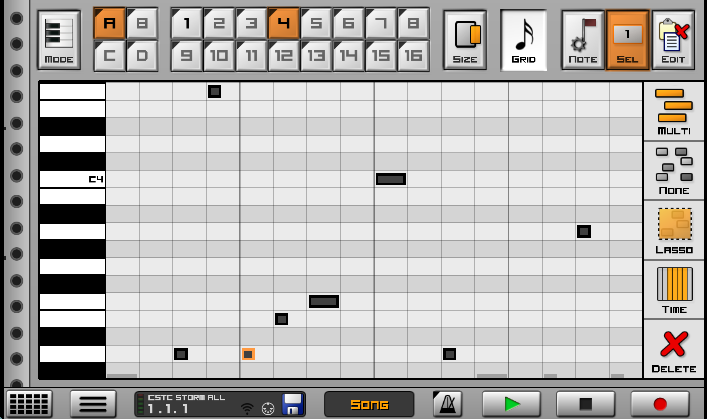 A B 1 2 3 4 5 6 7 8
MODE C D 9 10 11 12 13 14 15 16 SIZE GRID NOTE 1 SEL EDIT
MULTI
C4
NONE
LASSO
TIME
DELETE
CSTC STORM ALL
1.1.1
SONG